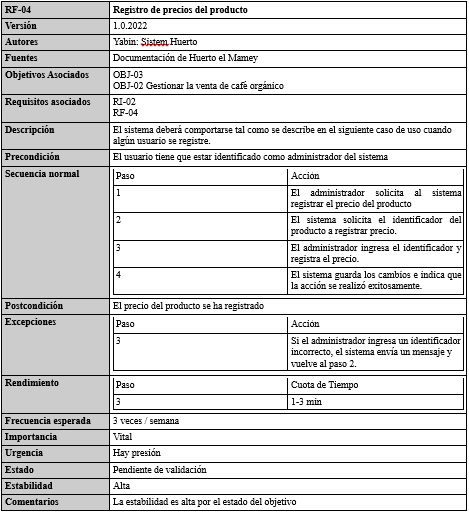 RF-04 Registro de precios del producto
Versión 1.0.2022
Autores Yabin: Sistem Huerto
Fuentes Documentación de Huerto el Mamey
Objetivos Asociados OBJ-03
OBJ-02 Gestionar la venta de café orgánico
Requisitos asociados RI-02
RF-04
Descripción El sistema deberá comportarse tal como se describe en el siguiente caso de uso cuando
algún usuario se registre.
Precondición El usuario tiene que estar identificado como administrador del sistema
Secuencia normal Paso Acción
1 El administrador solicita al sistema
registrar el precio del producto
2 El sistema solicita el identificador del
producto a registrar precio.
3 El administrador ingresa el identificador y
registra el precio.
4 El sistema guarda los cambios e indica que
la acción se realizó exitosamente.
Postcondición El precio del producto se ha registrado
Excepciones Paso Acción
3 Si el administrador ingresa un identificador
incorrecto, el sistema envía un mensaje y
vuelve al paso 2.
Rendimiento Paso Cuota de Tiempo
3 1-3 min
Frecuencia esperada 3 veces / semana
Importancia Vital
Urgencia Hay presión
Estado Pendiente de validación
Estabilidad Alta
Comentarios La estabilidad es alta por el estado del objetivo